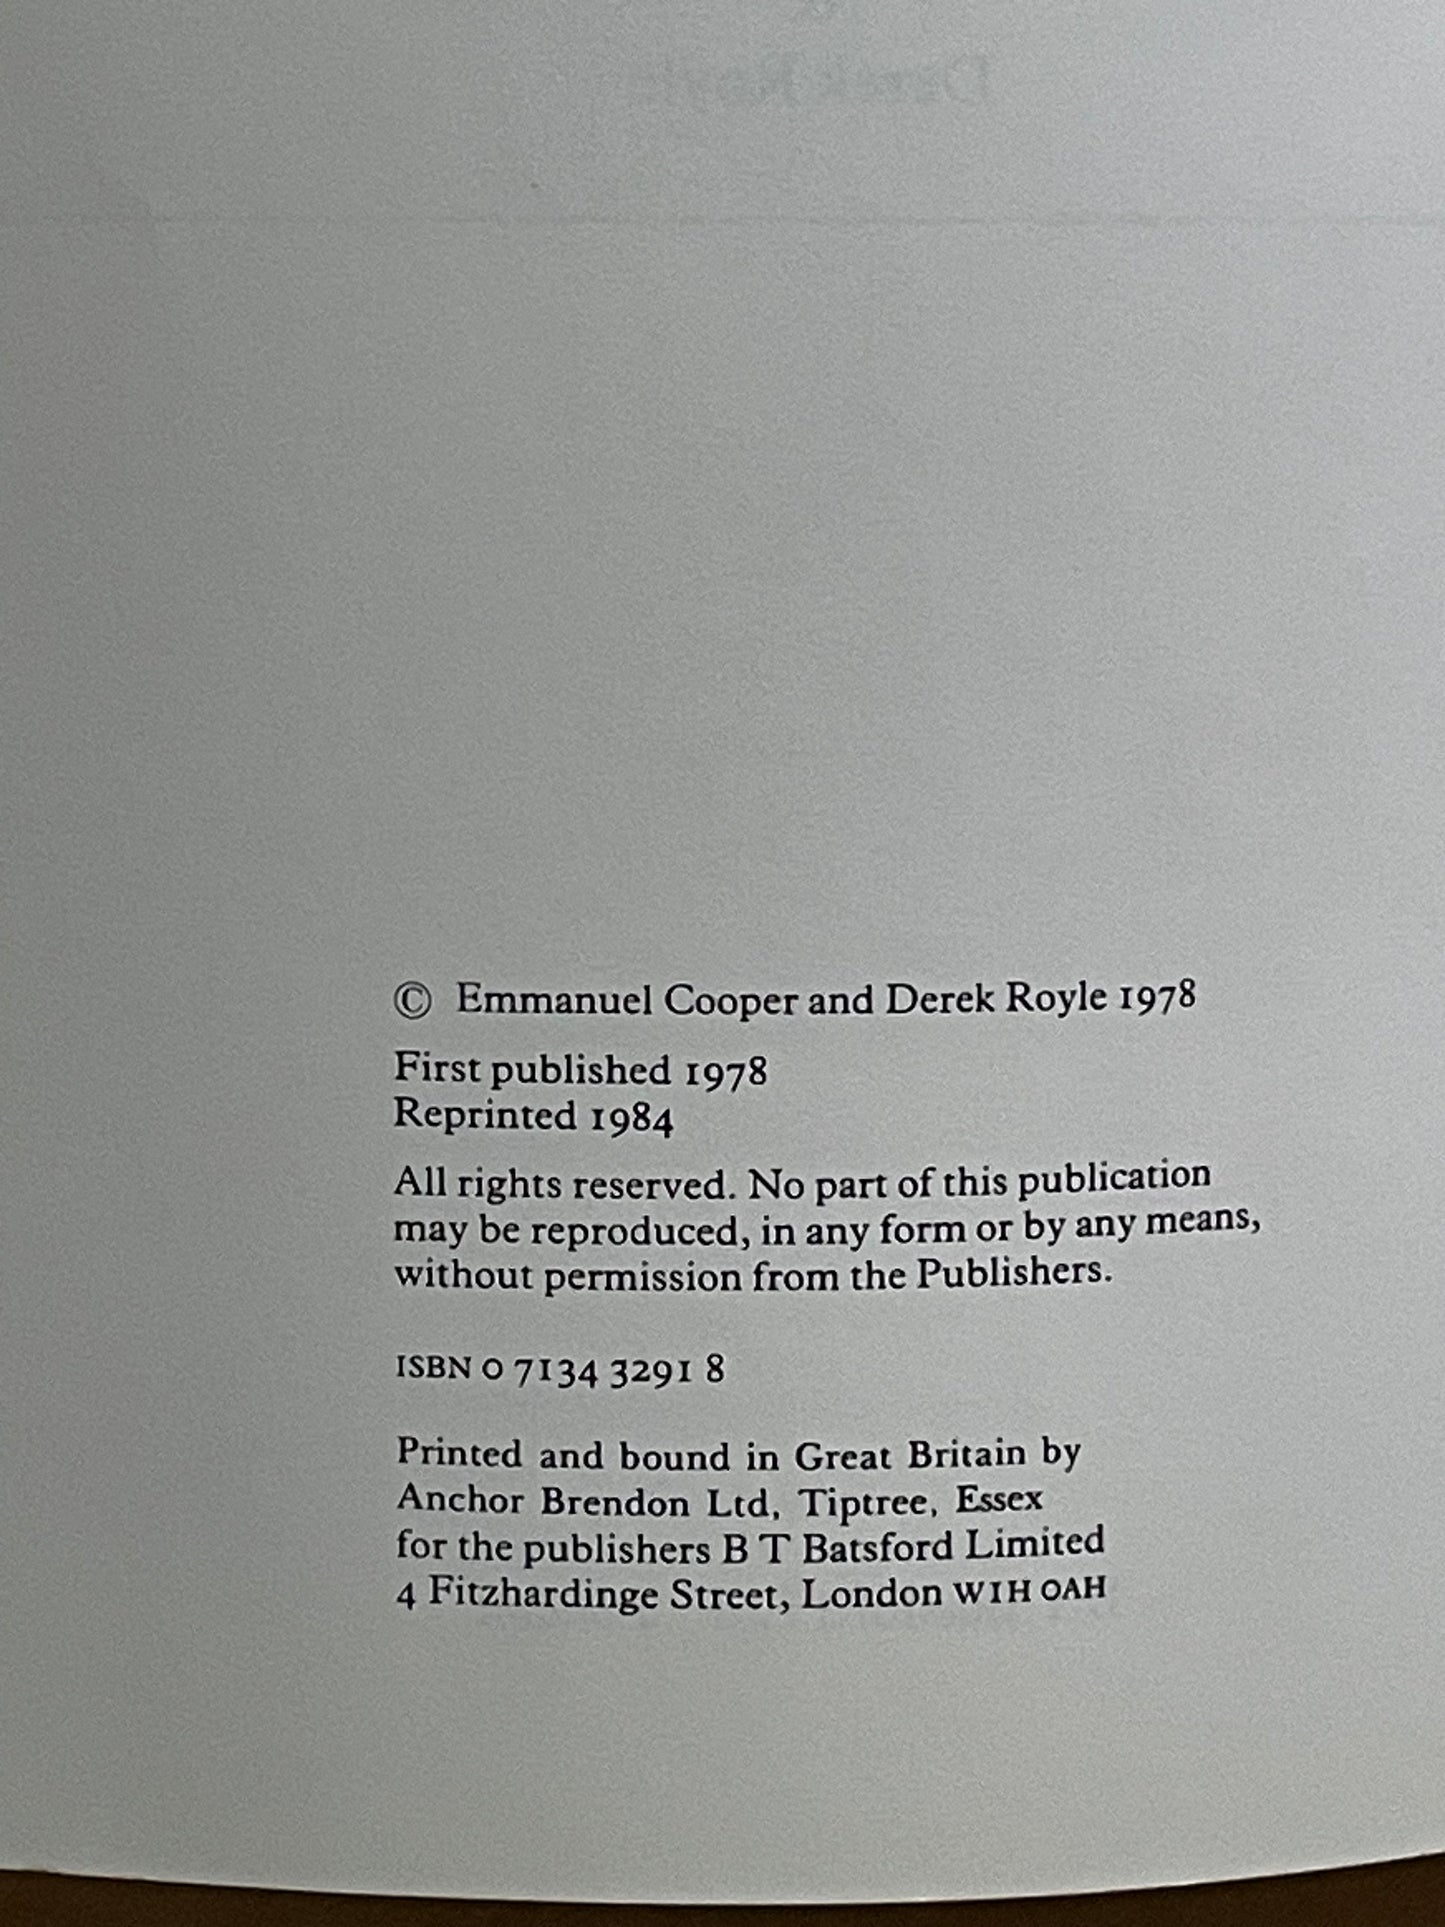 © Emmanuel Cooper and Derek Royle 1978
First published 1978
Reprinted 1984
All rights reserved. No part of this publication
may be reproduced, in any form or by any means,
without permission from the Publishers.
ISBN 0 7134 3291 8
Printed and bound in Great Britain by
Anchor Brendon Ltd, Tiptree, Essex
for the publishers B T Batsford Limited
4 Fitzhardinge Street, London W1H 0AH